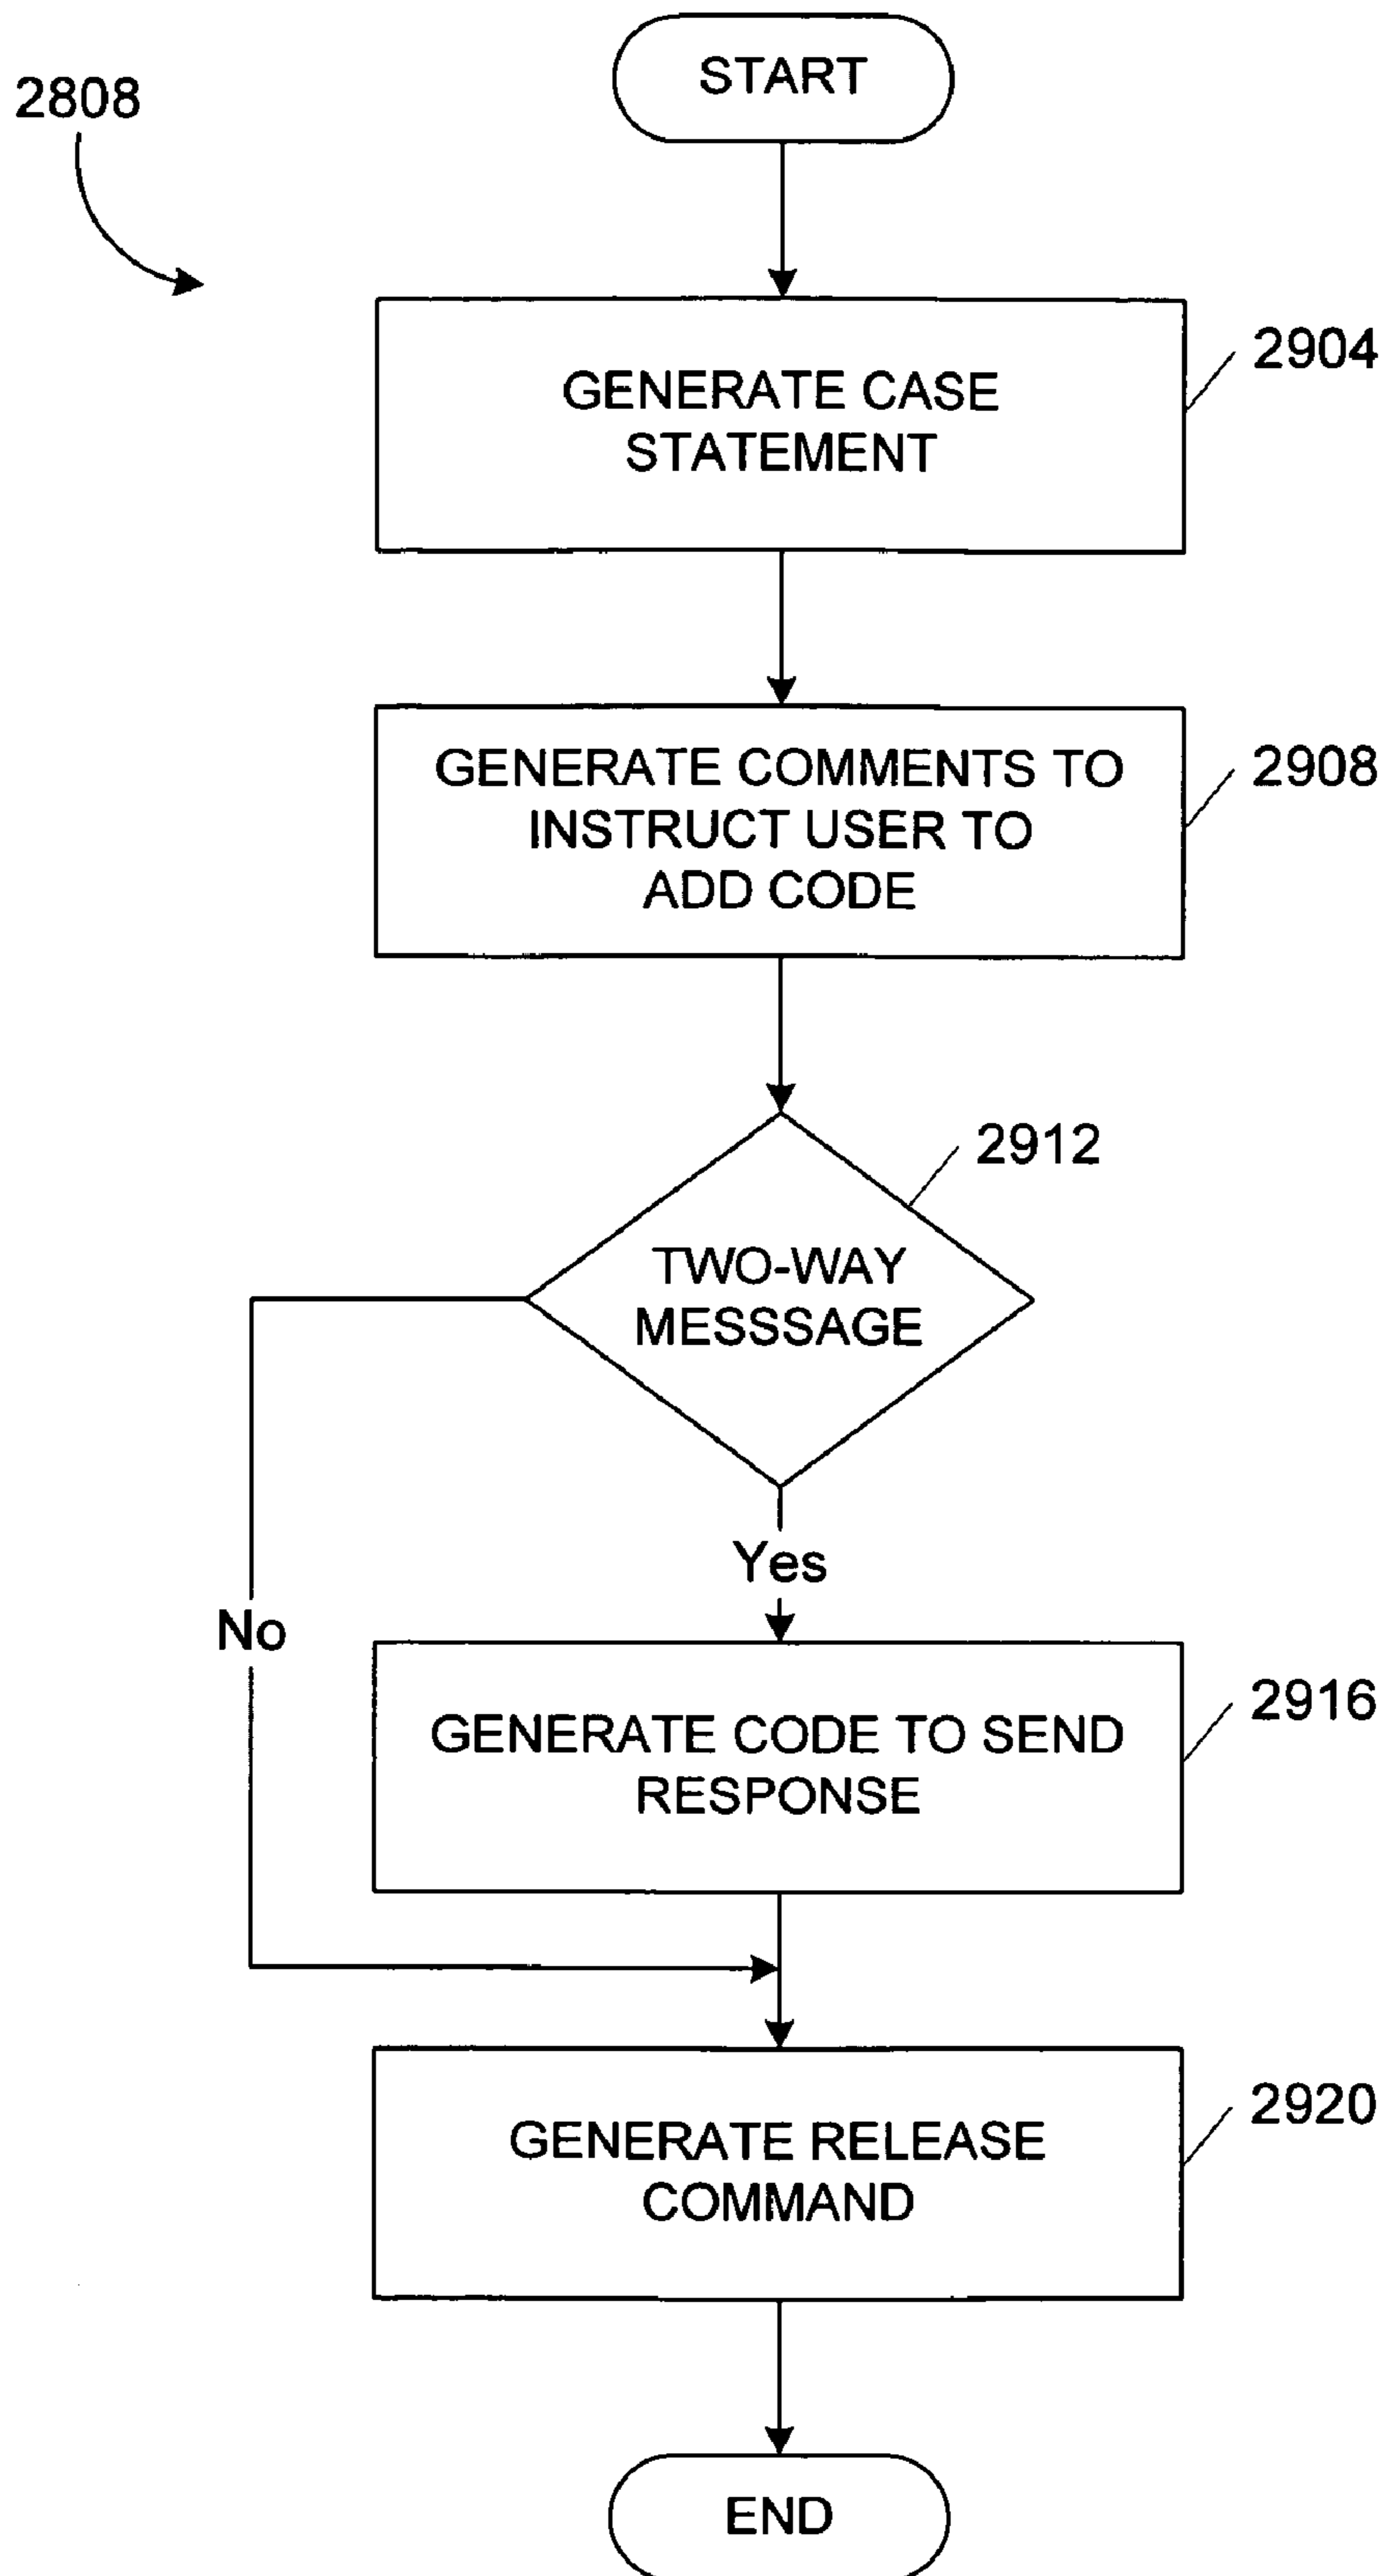 START
2808
GENERATE CASE
STATEMENT
2904
GENERATE COMMENTS TO
INSTRUCT USER TO
ADD CODE
2908
2912
TWO-WAY
MESSSAGE
Yes
No
GENERATE CODE TO SEND
RESPONSE
2916
GENERATE RELEASE
COMMAND
2920
END